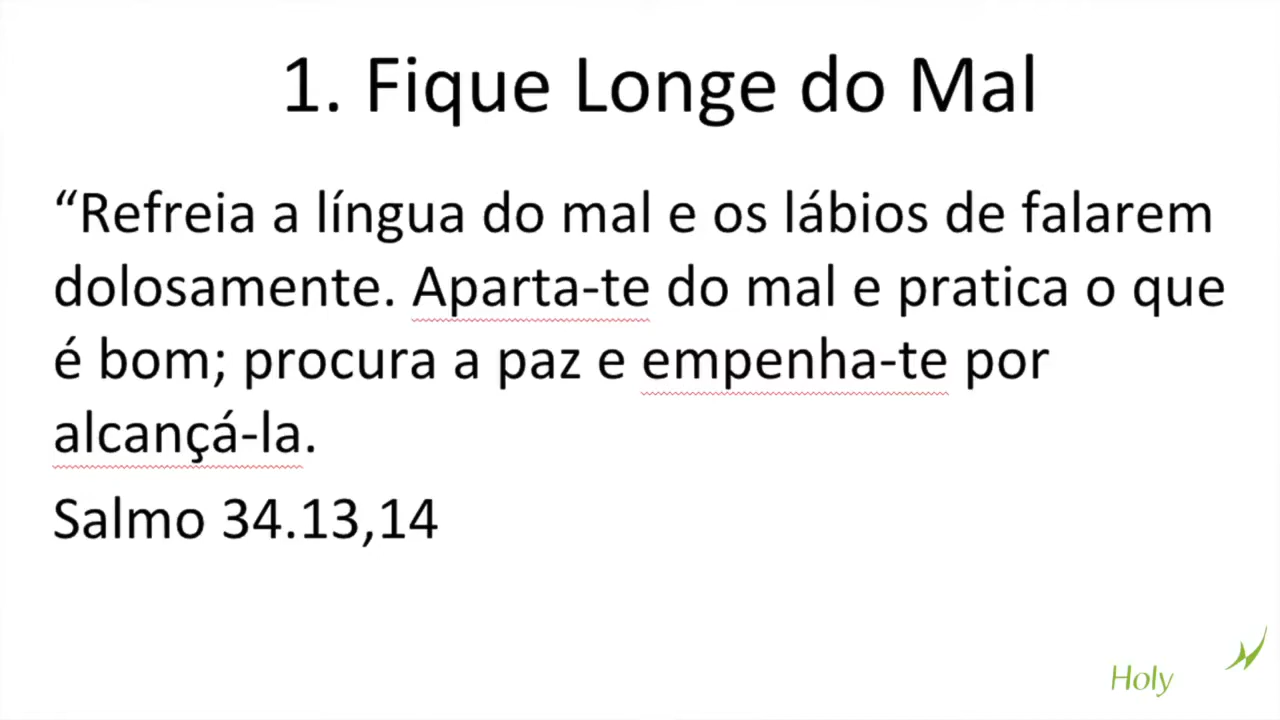 1. Fique Longe do Mal
“Refreia a língua do mal e os lábios de falarem
dolosamente. Aparta-te do mal e pratica o que
é bom; procura a paz e empenha-te por
alcançá-la.
Salmo 34.13,14
Holy